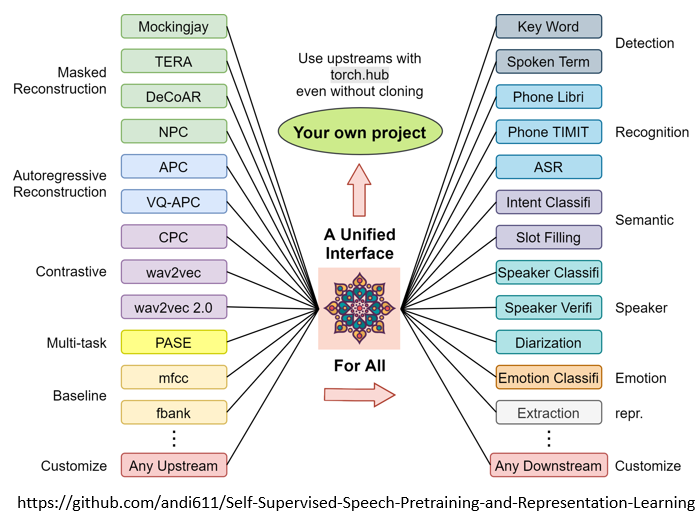 Masked
Reconstruction
Mockingjay
TERA
DeCoAR
NPC
Autoregressive
Reconstruction
APC
VQ-APC
Contrastive
CPC
wav2vec
wav2vec 2.0
Multi-task
PASE
Baseline
mfcc
fbank
Customize
Any Upstream
Use upstreams with
torch.hub
even without cloning
Your own project
A Unified
Interface
For All
Key Word
Spoken Term
Detection
Phone Libri
Phone TIMIT
ASR
Recognition
Intent Classifi
Slot Filling
Semantic
Speaker Classifi
Speaker Verifi
Diarization
Speaker
Emotion Classifi
Emotion
Extraction
repr.
Any Downstream
Customize
https://github.com/andi611/Self-Supervised-Speech-Pretraining-and-Representation-Learning